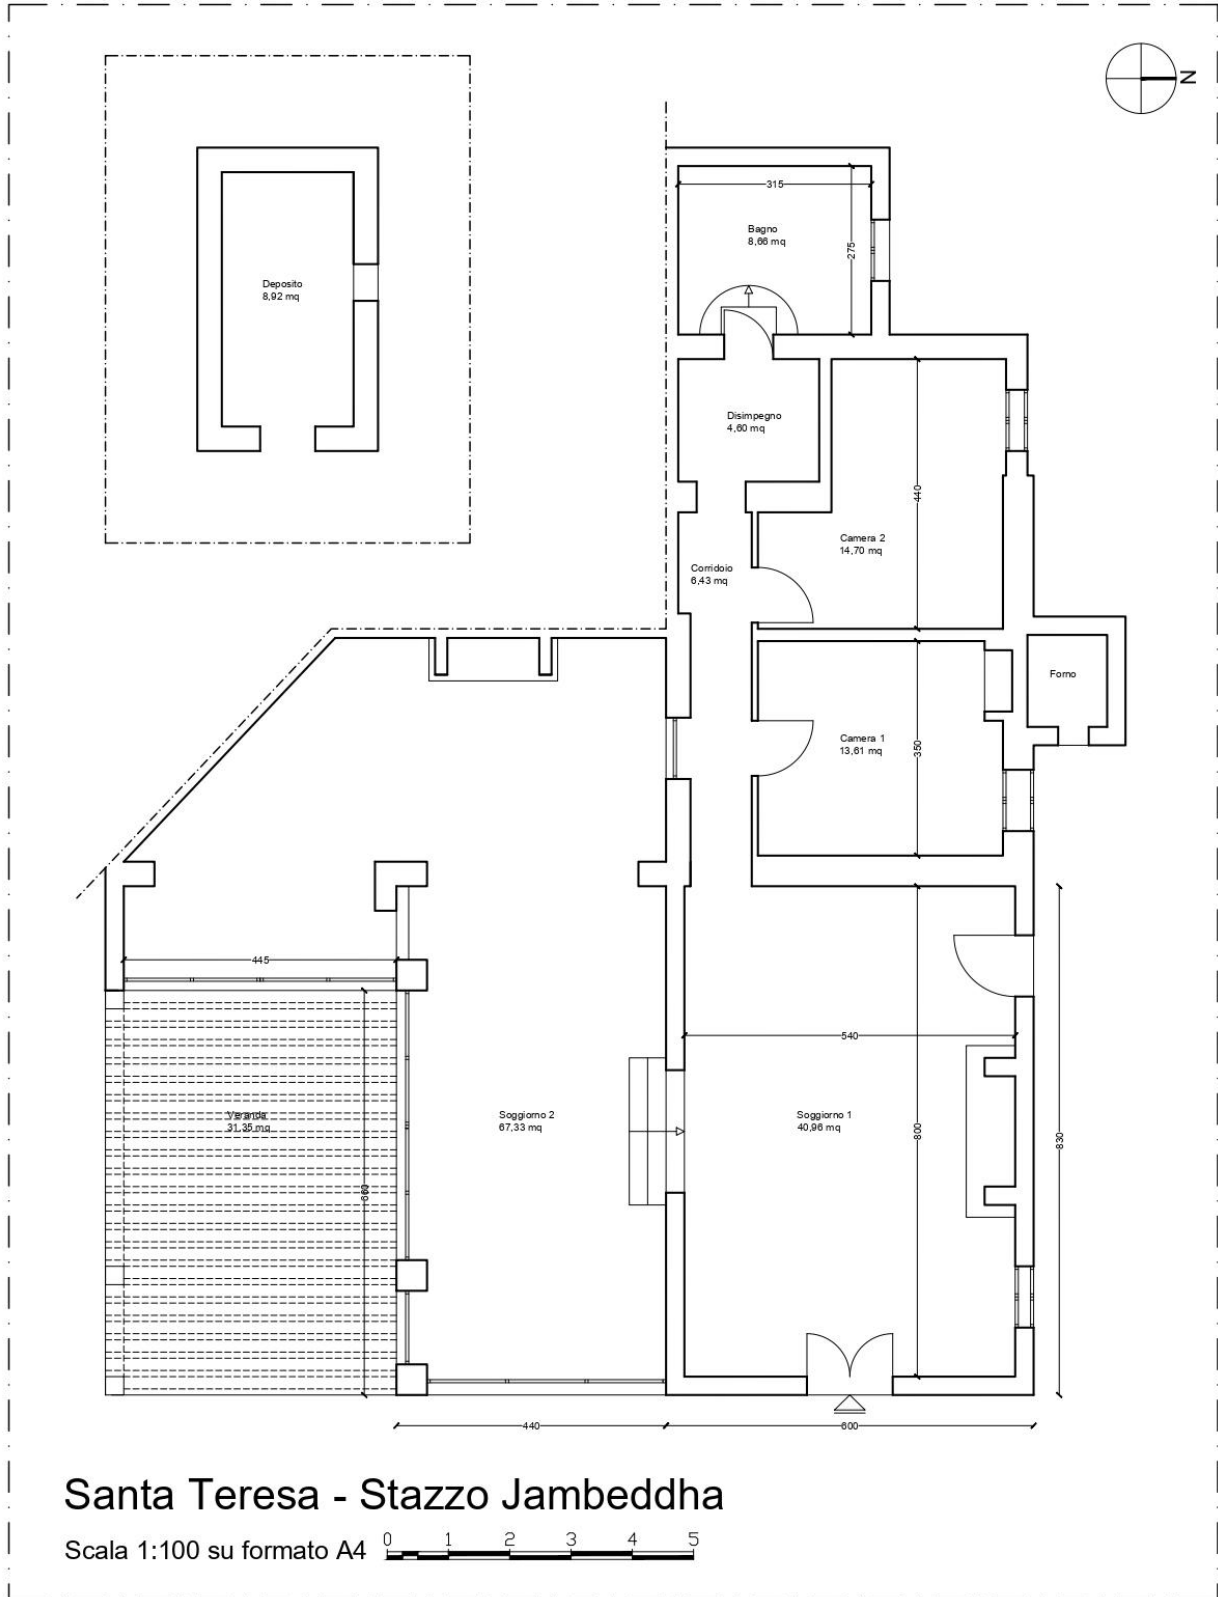 N
315
Bagno
8,66 mq
275
Deposito
8,92 mq
Disimpegno
4,60 mq
440
Camera 2
14,70 mq
Corridoio
6,43 mq
Forno
Camera 1
13,61 mq
350
445
540
Veranda
31,35 mq
Soggiorno 2
67,33 mq
Soggiorno 1
40,96 mq
800
830
660
440
600
Santa Teresa - Stazzo Jambeddha
Scala 1:100 su formato A4
0 1 2 3 4 5